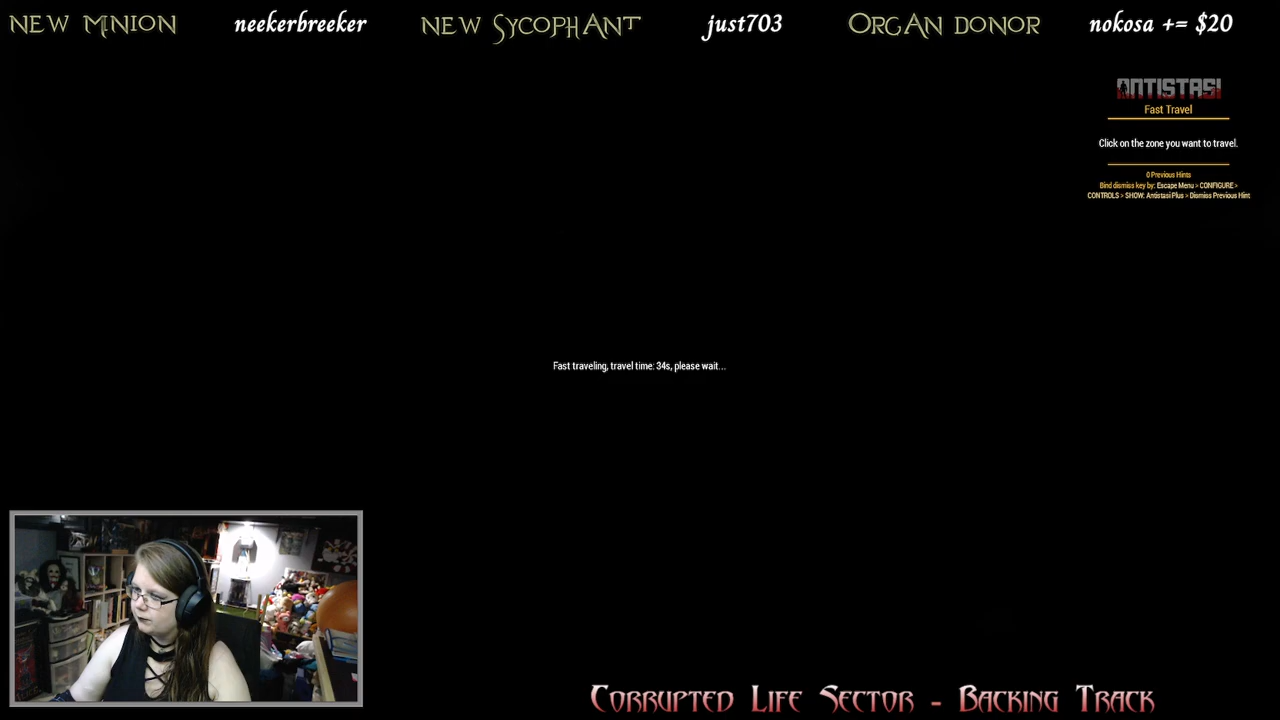 NEW MINION neekerbreeker NEW SYCOPHANT just703 ORGAN DONOR nokosa += $20
ANTISTASI
Fast Travel
Click on the zone you want to travel.
0 Previous Hints
Bind dismiss key by: Escape Menu > CONFIGURE >
CONTROLS > SHOW: Antistasi Plus > Dismiss Previous Hint
Fast traveling, travel time: 34s, please wait...
CORRUPTED LIFE SECTOR - BACKING TRACK